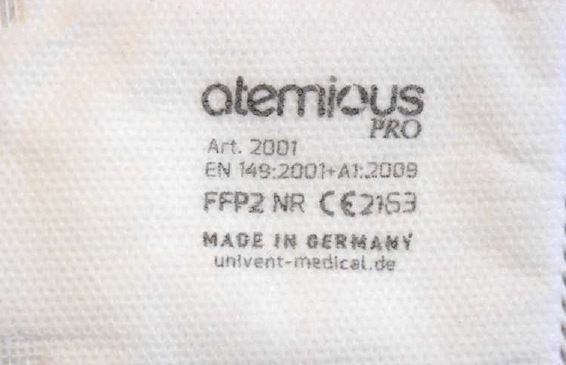 atemious
PRO
Art. 2001
EN 149:2001+A1:2009
FFP2 NR CE2163
MADE IN GERMANY
univent-medical.de